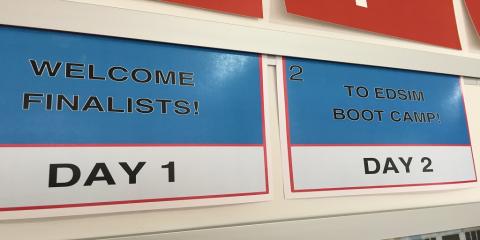 WELCOME
FINALISTS!
DAY 1
2
TO EDSIM
BOOT CAMP!
DAY 2